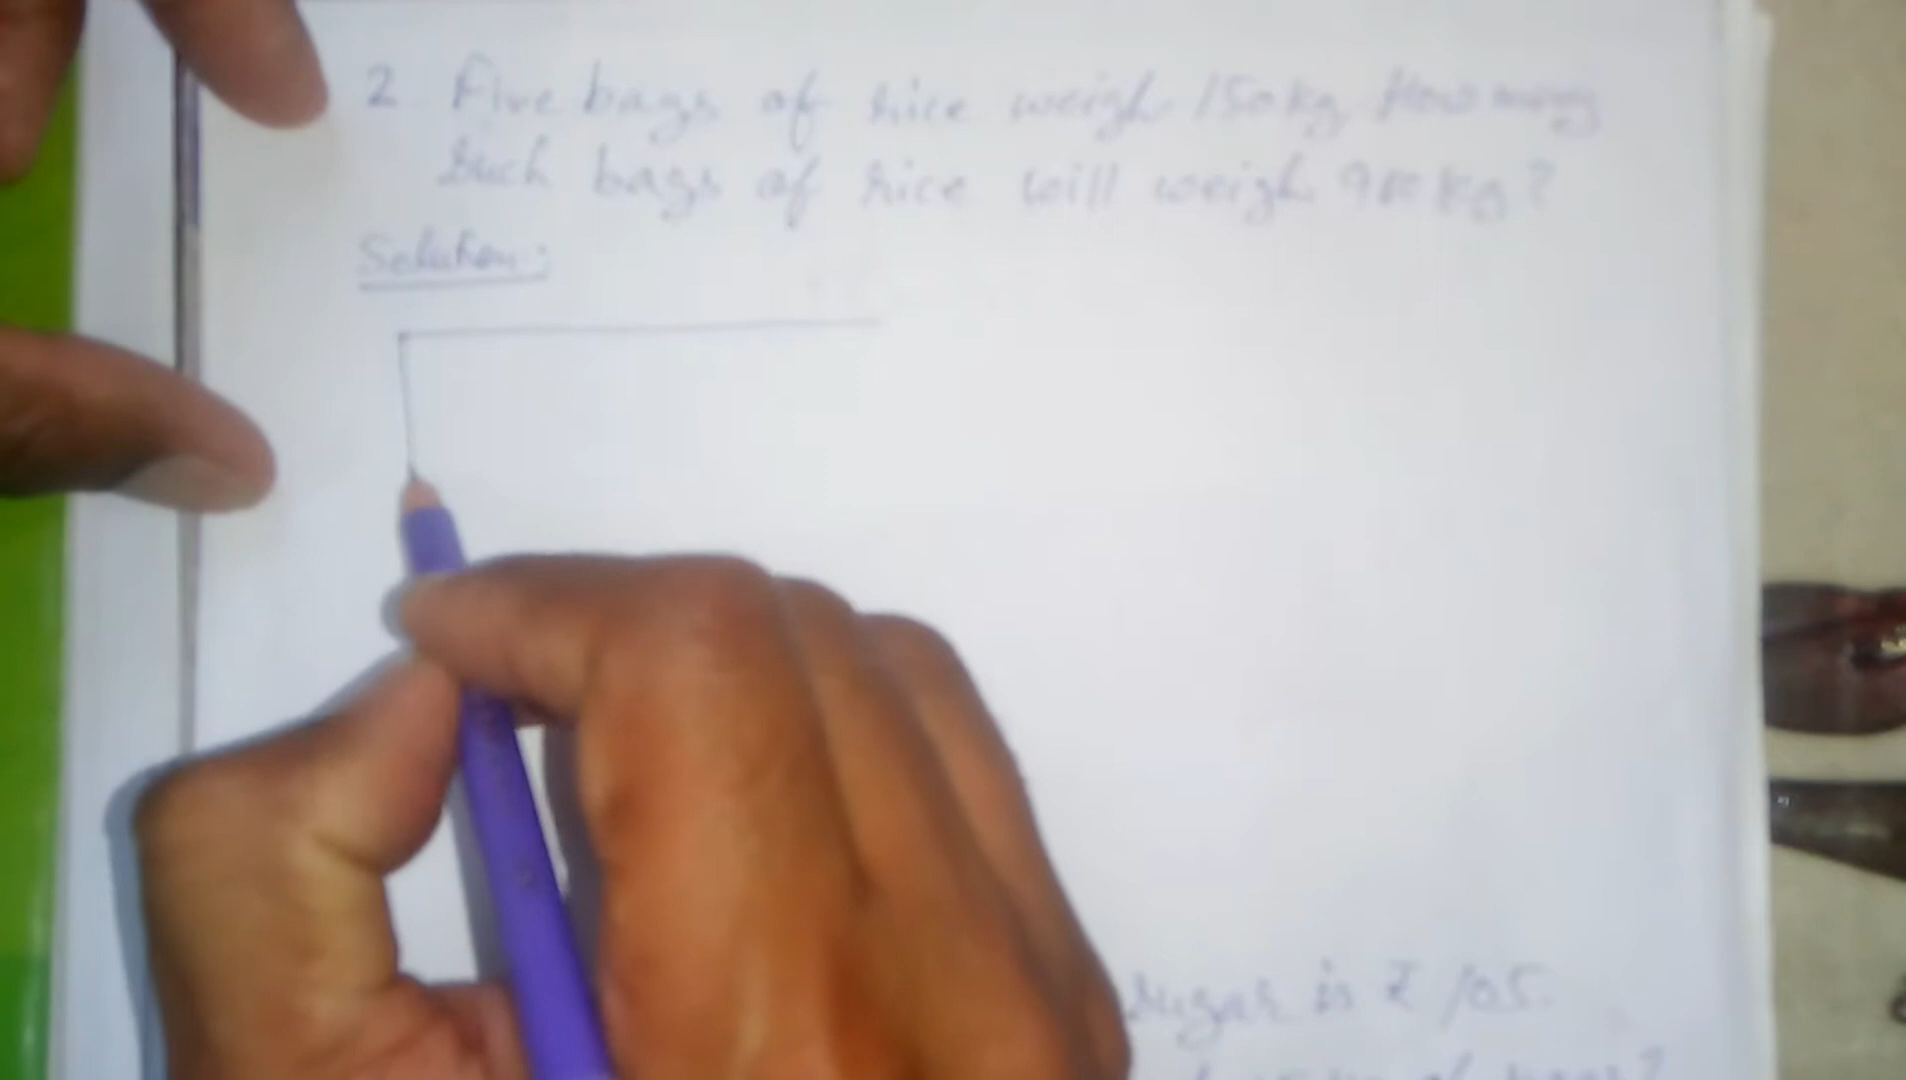 2 Five bags of rice weigh 150 kg. How many
such bags of rice will weigh 900 kg?
Solution:
sugar is ₹ 105.
of